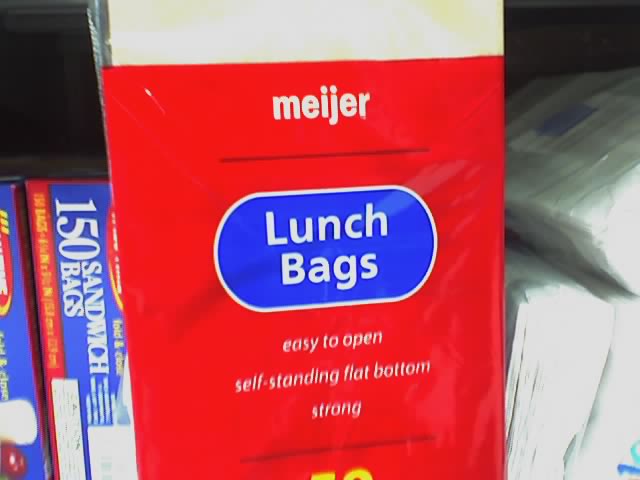 meijer
Lunch
Bags
easy to open
self-standing flat bottom
strong
150
SANDWICH
BAGS